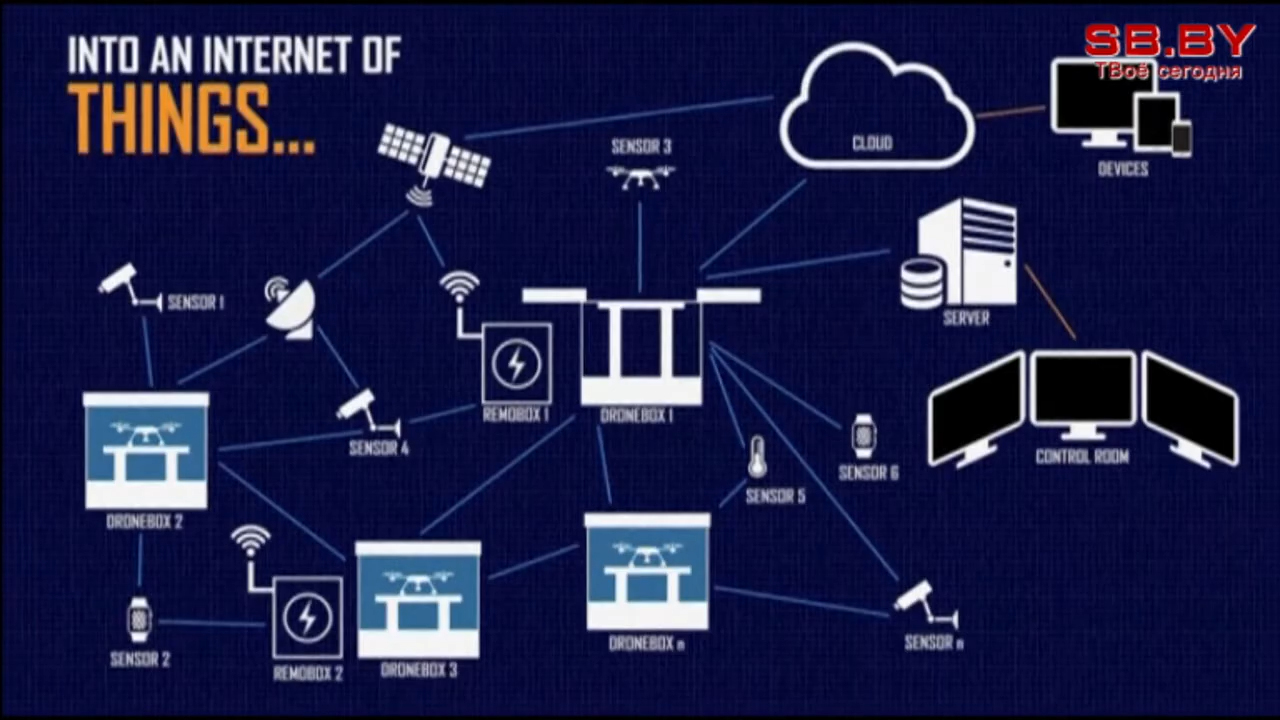 INTO AN INTERNET OF
THINGS...
SB.BY
ТВоё сегодня
SENSOR 3
CLOUD
DEVICES
SENSOR 1
SERVER
REMOBOX 1
DRONEBOX 1
SENSOR 4
SENSOR 6
CONTROL ROOM
SENSOR 5
DRONEBOX 2
SENSOR 2
REMOBOX 2
DRONEBOX 3
DRONEBOX n
SENSOR n